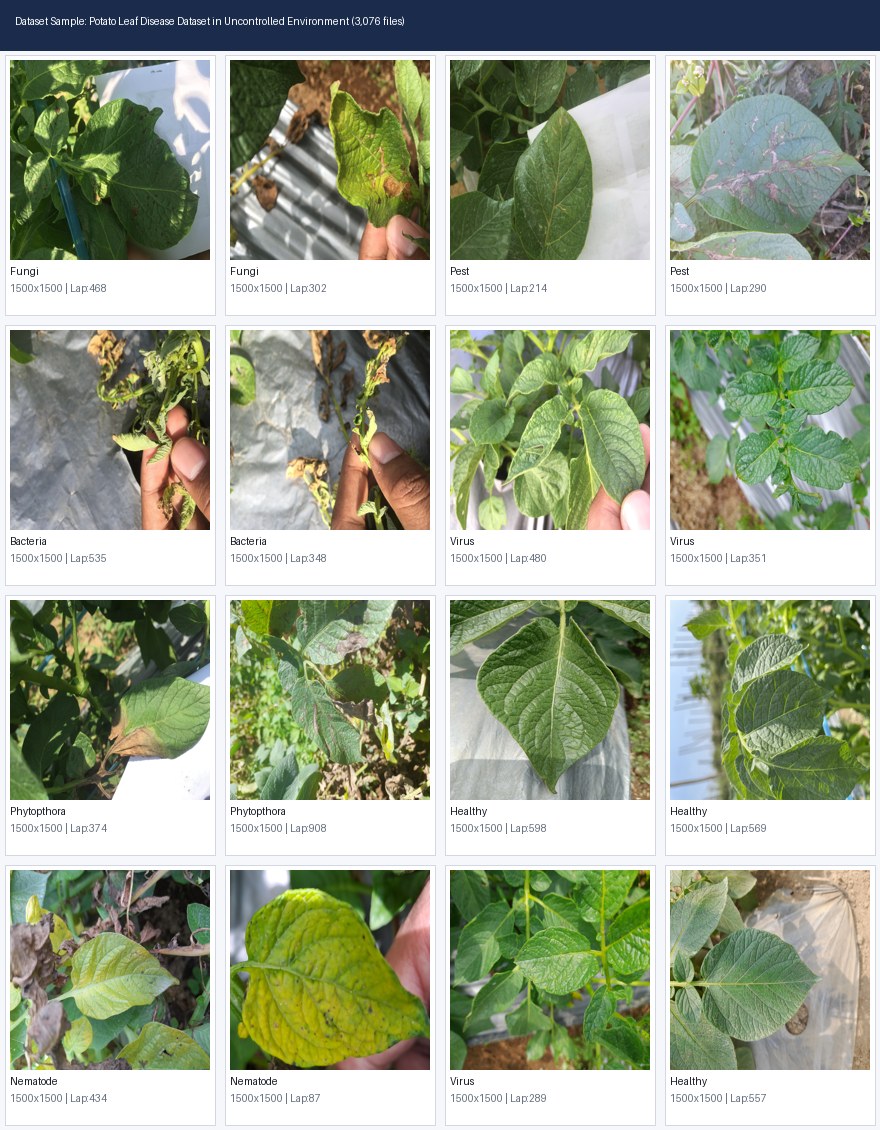 Dataset Sample: Potato Leaf Disease Dataset in Uncontrolled Environment (3,076 files)
Fungi
1500x1500 | Lap:468
Fungi
1500x1500 | Lap:302
Pest
1500x1500 | Lap:214
Pest
1500x1500 | Lap:290
Bacteria
1500x1500 | Lap:535
Bacteria
1500x1500 | Lap:348
Virus
1500x1500 | Lap:480
Virus
1500x1500 | Lap:351
Phytopthora
1500x1500 | Lap:374
Phytopthora
1500x1500 | Lap:908
Healthy
1500x1500 | Lap:598
Healthy
1500x1500 | Lap:569
Nematode
1500x1500 | Lap:434
Nematode
1500x1500 | Lap:87
Virus
1500x1500 | Lap:289
Healthy
1500x1500 | Lap:557